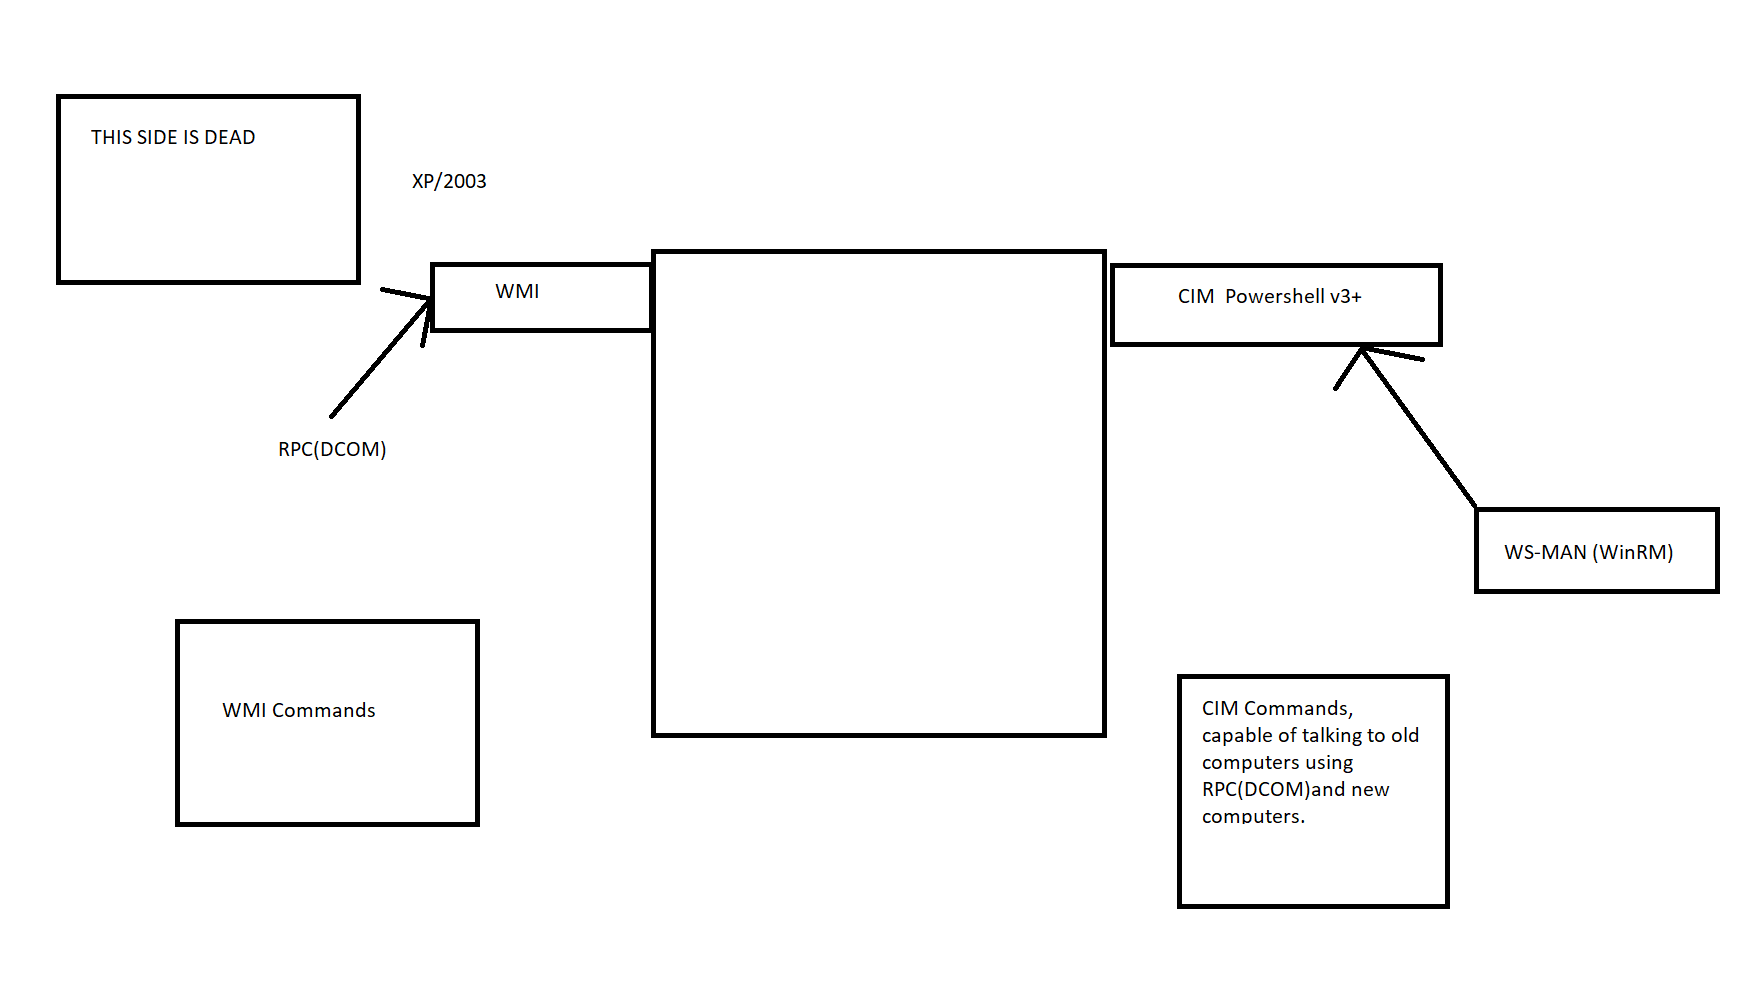 THIS SIDE IS DEAD
XP/2003
WMI
CIM  Powershell v3+
RPC(DCOM)
WS-MAN (WinRM)
WMI Commands
CIM Commands,
capable of talking to old
computers using
RPC(DCOM)and new
computers.